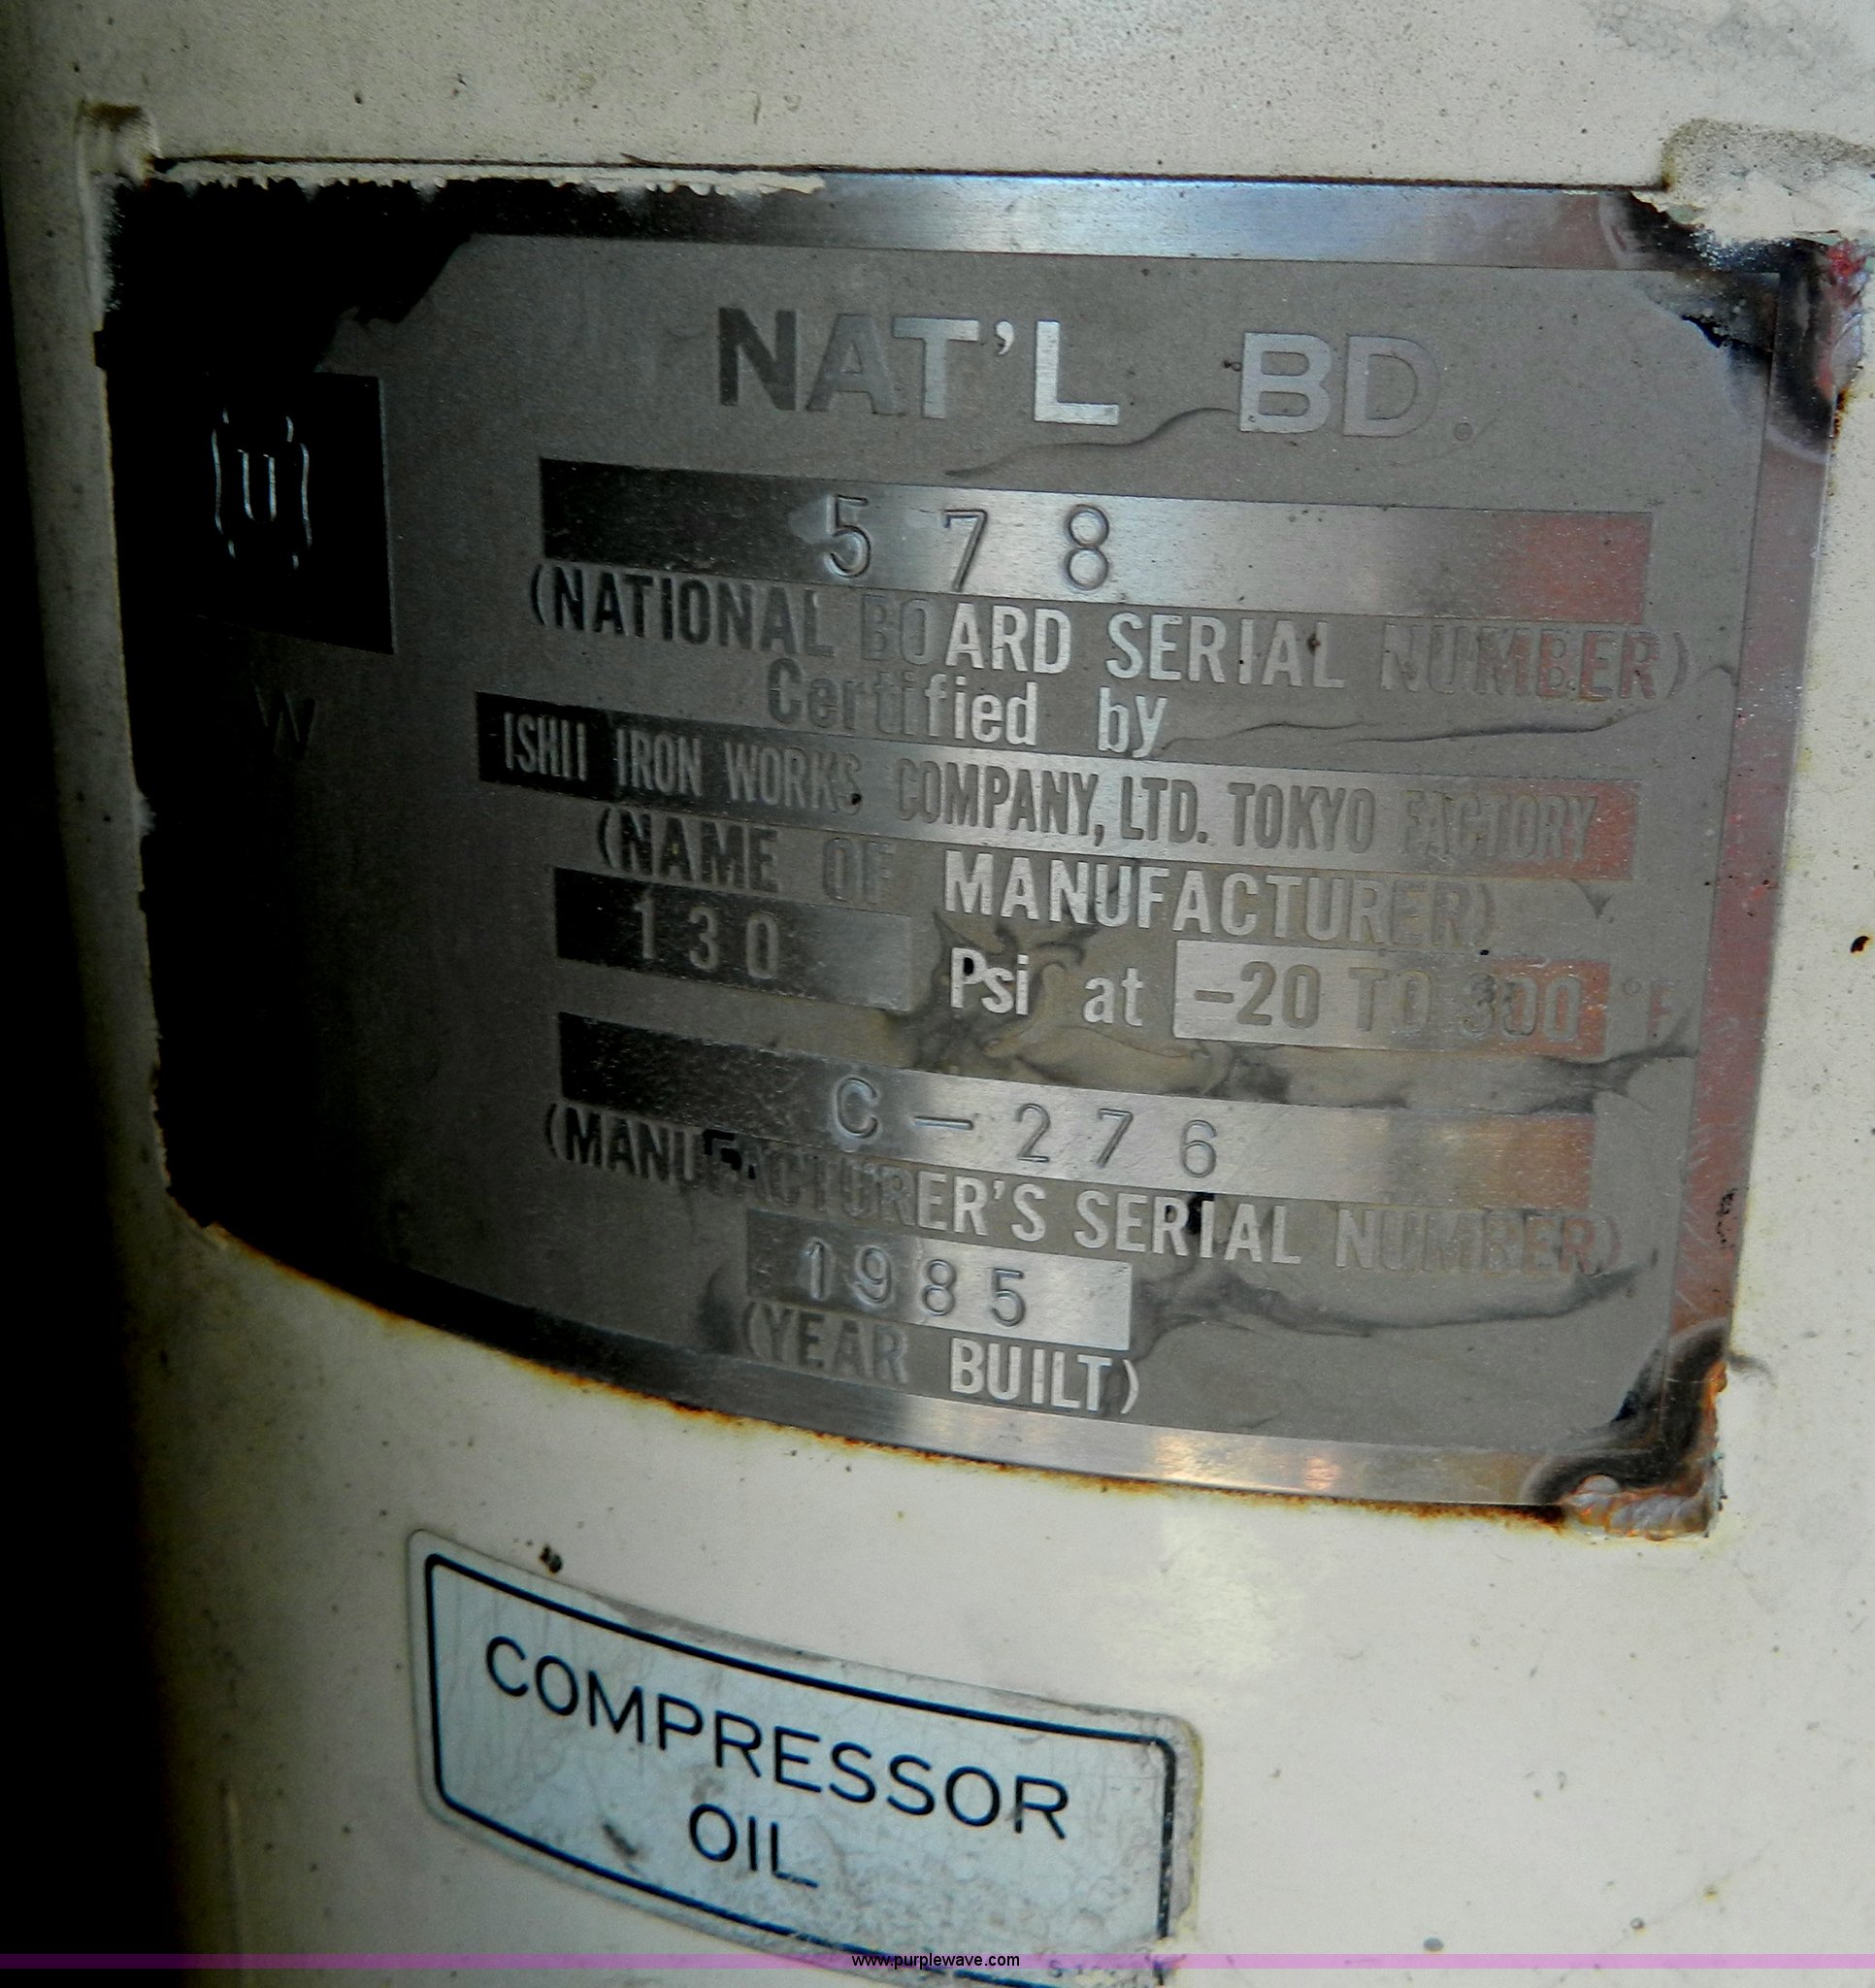 NAT'L BD.
U
578
(NATIONAL BOARD SERIAL NUMBER)
Certified by
W
ISHII IRON WORKS COMPANY, LTD. TOKYO FACTORY
(NAME OF MANUFACTURER)
130 Psi at -20 TO 300 °F
C-276
(MANUFACTURER'S SERIAL NUMBER)
1985
(YEAR BUILT)
COMPRESSOR
OIL
www.purplewave.com